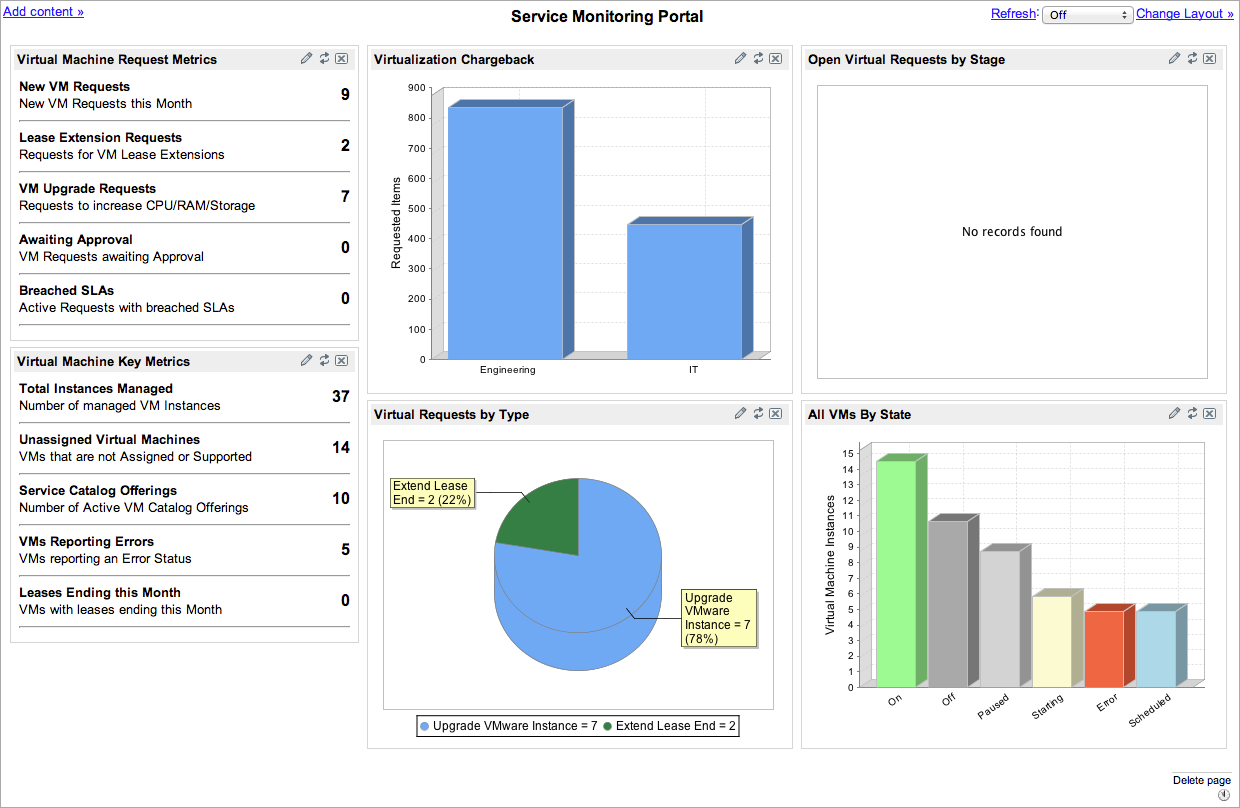 Add content »
Service Monitoring Portal
Refresh: Off Change Layout »
Virtual Machine Request Metrics
New VM Requests
New VM Requests this Month
9
Lease Extension Requests
Requests for VM Lease Extensions
2
VM Upgrade Requests
Requests to increase CPU/RAM/Storage
7
Awaiting Approval
VM Requests awaiting Approval
0
Breached SLAs
Active Requests with breached SLAs
0
Virtual Machine Key Metrics
Total Instances Managed
Number of managed VM Instances
37
Unassigned Virtual Machines
VMs that are not Assigned or Supported
14
Service Catalog Offerings
Number of Active VM Catalog Offerings
10
VMs Reporting Errors
VMs reporting an Error Status
5
Leases Ending this Month
VMs with leases ending this Month
0
Virtualization Chargeback
Requested Items
900
800
700
600
500
400
300
200
100
0
Engineering
IT
Virtual Requests by Type
Extend Lease
End = 2 (22%)
Upgrade
VMware
Instance = 7
(78%)
Upgrade VMware Instance = 7 Extend Lease End = 2
Open Virtual Requests by Stage
No records found
All VMs By State
Virtual Machine Instances
15
14
13
12
11
10
9
8
7
6
5
4
3
2
1
0
On
Off
Paused
Starting
Error
Scheduled
Delete page